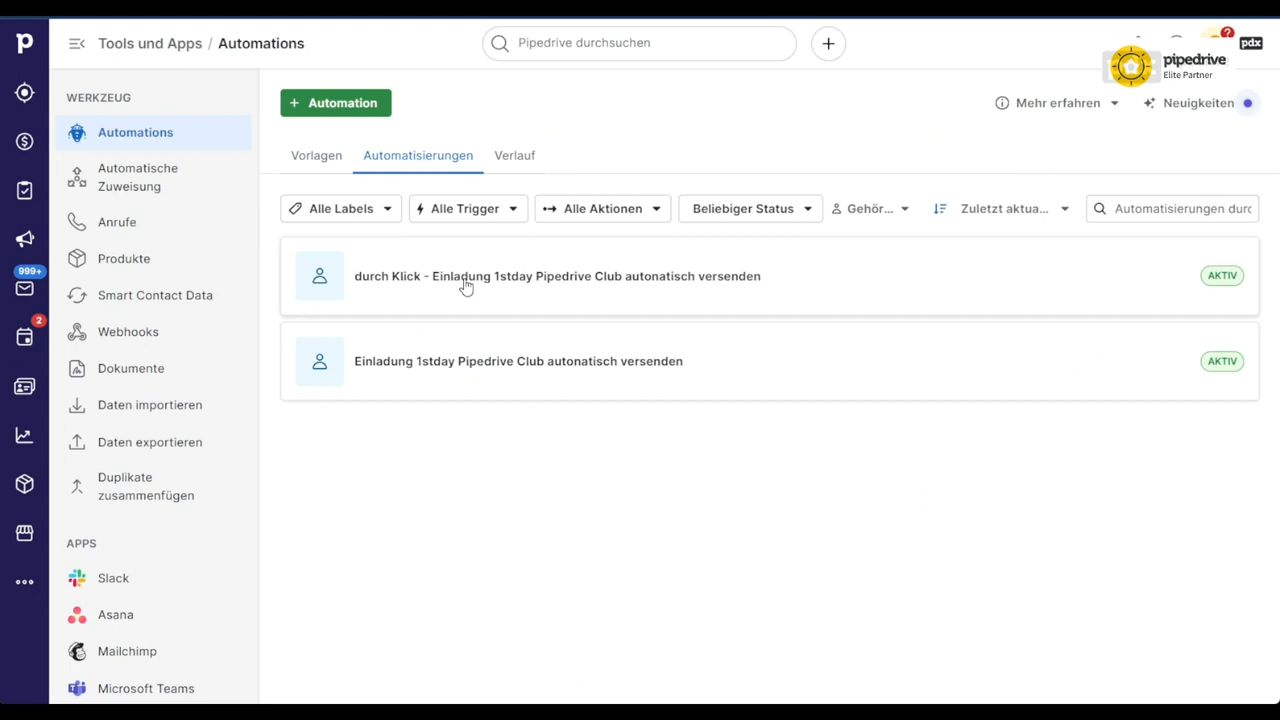 Tools und Apps / Automations
Pipedrive durchsuchen
?
pdx
pipedrive
Elite Partner
WERKZEUG
Automations
Automatische
Zuweisung
Anrufe
Produkte
Smart Contact Data
Webhooks
Dokumente
Daten importieren
Daten exportieren
Duplikate
zusammenfügen
APPS
Slack
Asana
Mailchimp
Microsoft Teams
999+
2
+ Automation
Mehr erfahren
Neuigkeiten
Vorlagen
Automatisierungen
Verlauf
Alle Labels
Alle Trigger
Alle Aktionen
Beliebiger Status
Gehör...
Zuletzt aktua...
Automatisierungen durc
durch Klick - Einladung 1stday Pipedrive Club automatisch versenden
AKTIV
Einladung 1stday Pipedrive Club autonatisch versenden
AKTIV